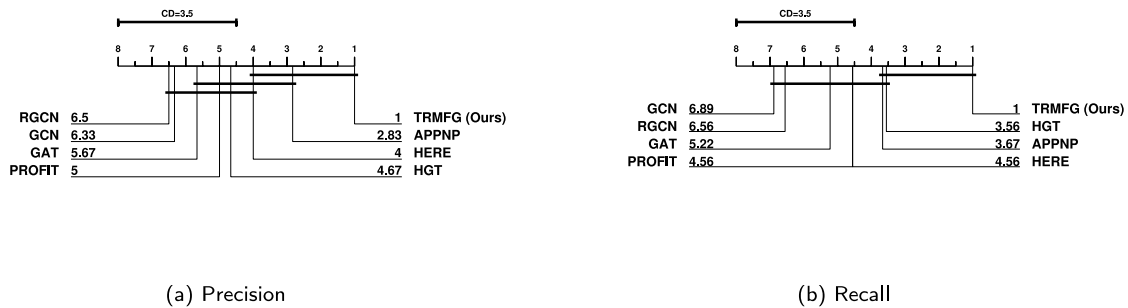 CD=3.5
8 7 6 5 4 3 2 1
RGCN 6.5 1 TRMFG (Ours)
GCN 6.33 2.83 APPNP
GAT 5.67 4 HERE
PROFIT 5 4.67 HGT
(a) Precision
CD=3.5
8 7 6 5 4 3 2 1
GCN 6.89 1 TRMFG (Ours)
RGCN 6.56 3.56 HGT
GAT 5.22 3.67 APPNP
PROFIT 4.56 4.56 HERE
(b) Recall